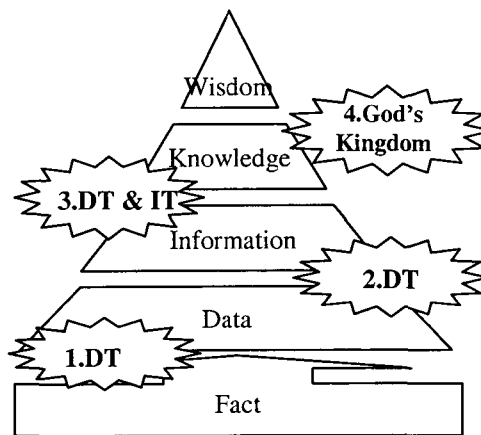 Wisdom
4.God's
Kingdom
Knowledge
3.DT & IT
Information
2.DT
Data
1.DT
Fact